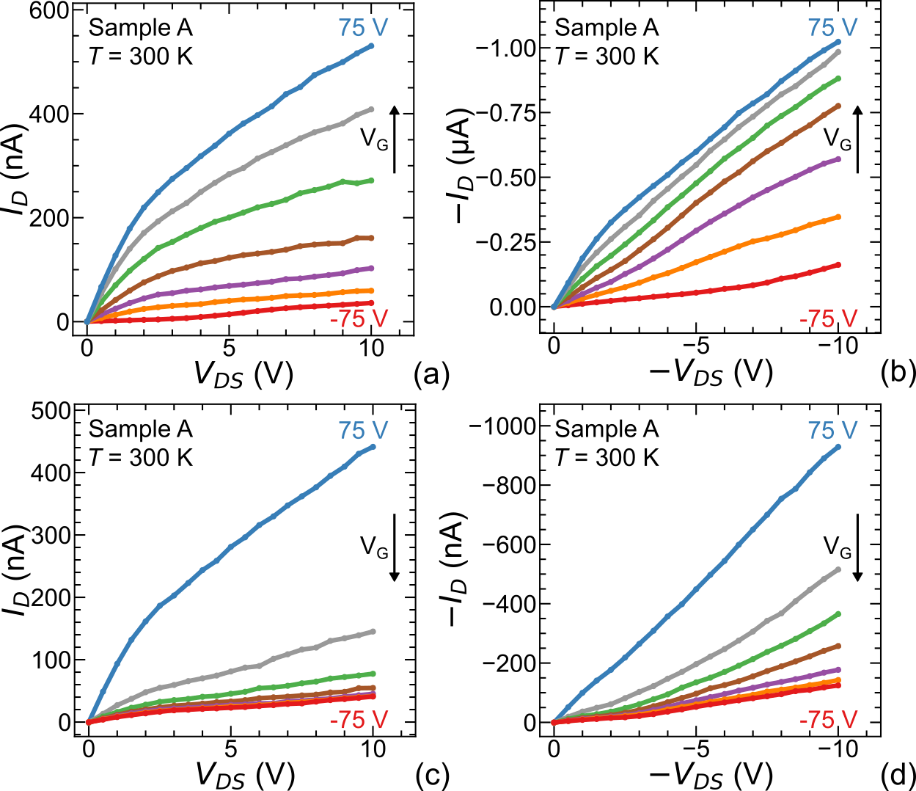 600
400
200
0
I_D (nA)
Sample A
T = 300 K
75 V
V_G
-75 V
0
5
10
V_DS (V)
(a)
−1.00
−0.75
−0.50
−0.25
0.00
−I_D (μA)
Sample A
T = 300 K
75 V
V_G
-75 V
0
−5
−10
−V_DS (V)
(b)
500
400
300
200
100
0
I_D (nA)
Sample A
T = 300 K
75 V
V_G
-75 V
0
5
10
V_DS (V)
(c)
−1000
−800
−600
−400
−200
0
−I_D (nA)
Sample A
T = 300 K
75 V
V_G
-75 V
0
−5
−10
−V_DS (V)
(d)